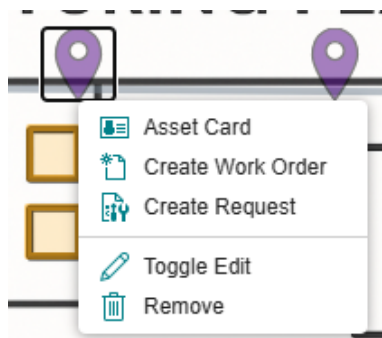 Asset Card
Create Work Order
Create Request
Toggle Edit
Remove